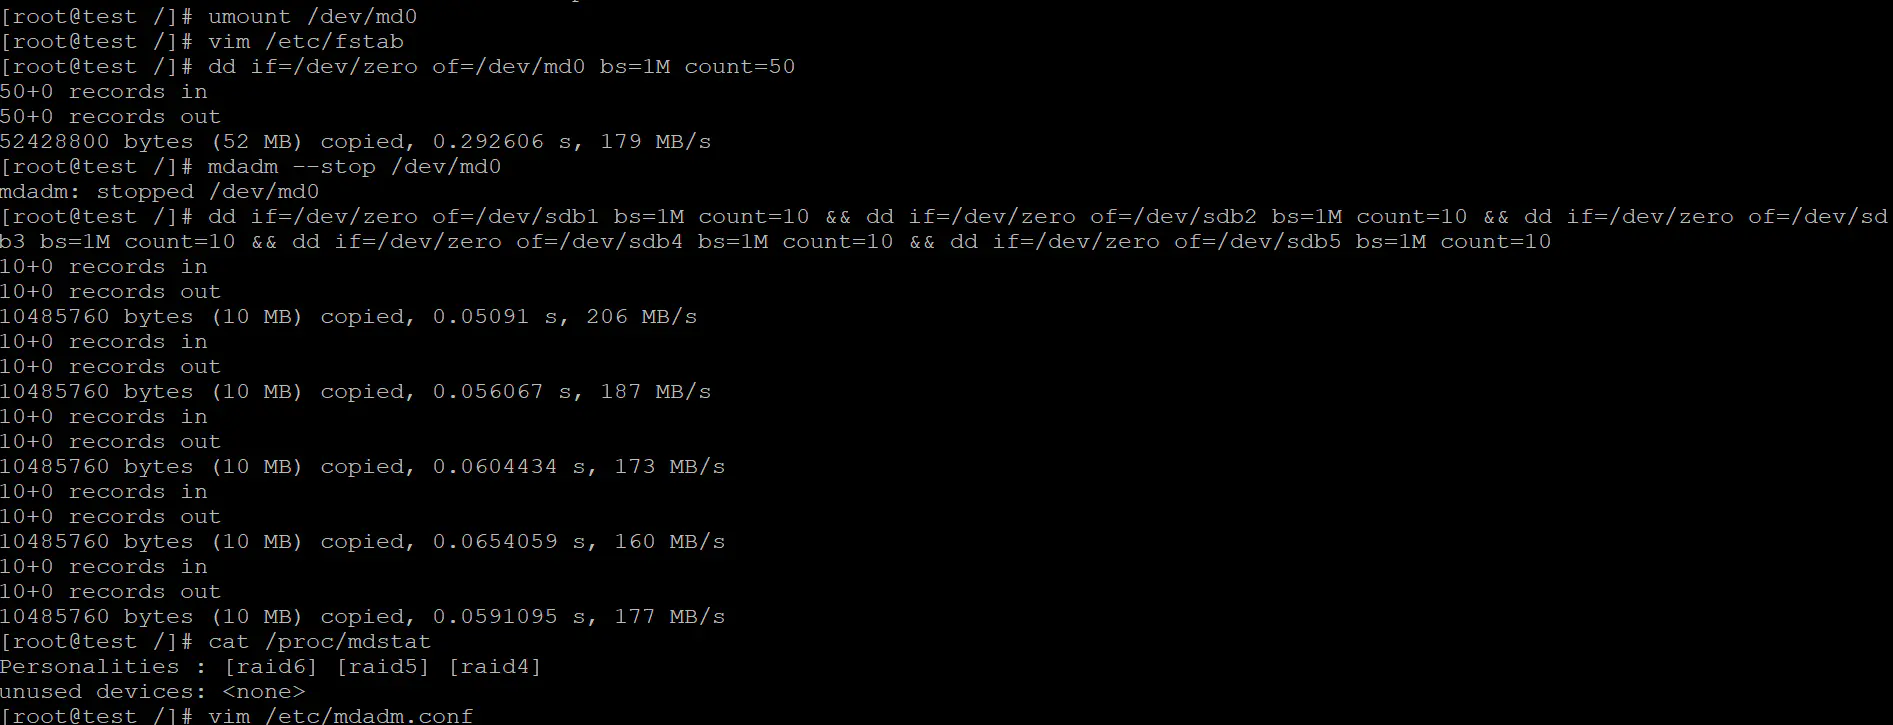 [root@test /]# umount /dev/md0
[root@test /]# vim /etc/fstab
[root@test /]# dd if=/dev/zero of=/dev/md0 bs=1M count=50
50+0 records in
50+0 records out
52428800 bytes (52 MB) copied, 0.292606 s, 179 MB/s
[root@test /]# mdadm --stop /dev/md0
mdadm: stopped /dev/md0
[root@test /]# dd if=/dev/zero of=/dev/sdb1 bs=1M count=10 && dd if=/dev/zero of=/dev/sdb2 bs=1M count=10 && dd if=/dev/zero of=/dev/sd
b3 bs=1M count=10 && dd if=/dev/zero of=/dev/sdb4 bs=1M count=10 && dd if=/dev/zero of=/dev/sdb5 bs=1M count=10
10+0 records in
10+0 records out
10485760 bytes (10 MB) copied, 0.05091 s, 206 MB/s
10+0 records in
10+0 records out
10485760 bytes (10 MB) copied, 0.056067 s, 187 MB/s
10+0 records in
10+0 records out
10485760 bytes (10 MB) copied, 0.0604434 s, 173 MB/s
10+0 records in
10+0 records out
10485760 bytes (10 MB) copied, 0.0654059 s, 160 MB/s
10+0 records in
10+0 records out
10485760 bytes (10 MB) copied, 0.0591095 s, 177 MB/s
[root@test /]# cat /proc/mdstat
Personalities : [raid6] [raid5] [raid4]
unused devices: <none>
[root@test /]# vim /etc/mdadm.conf